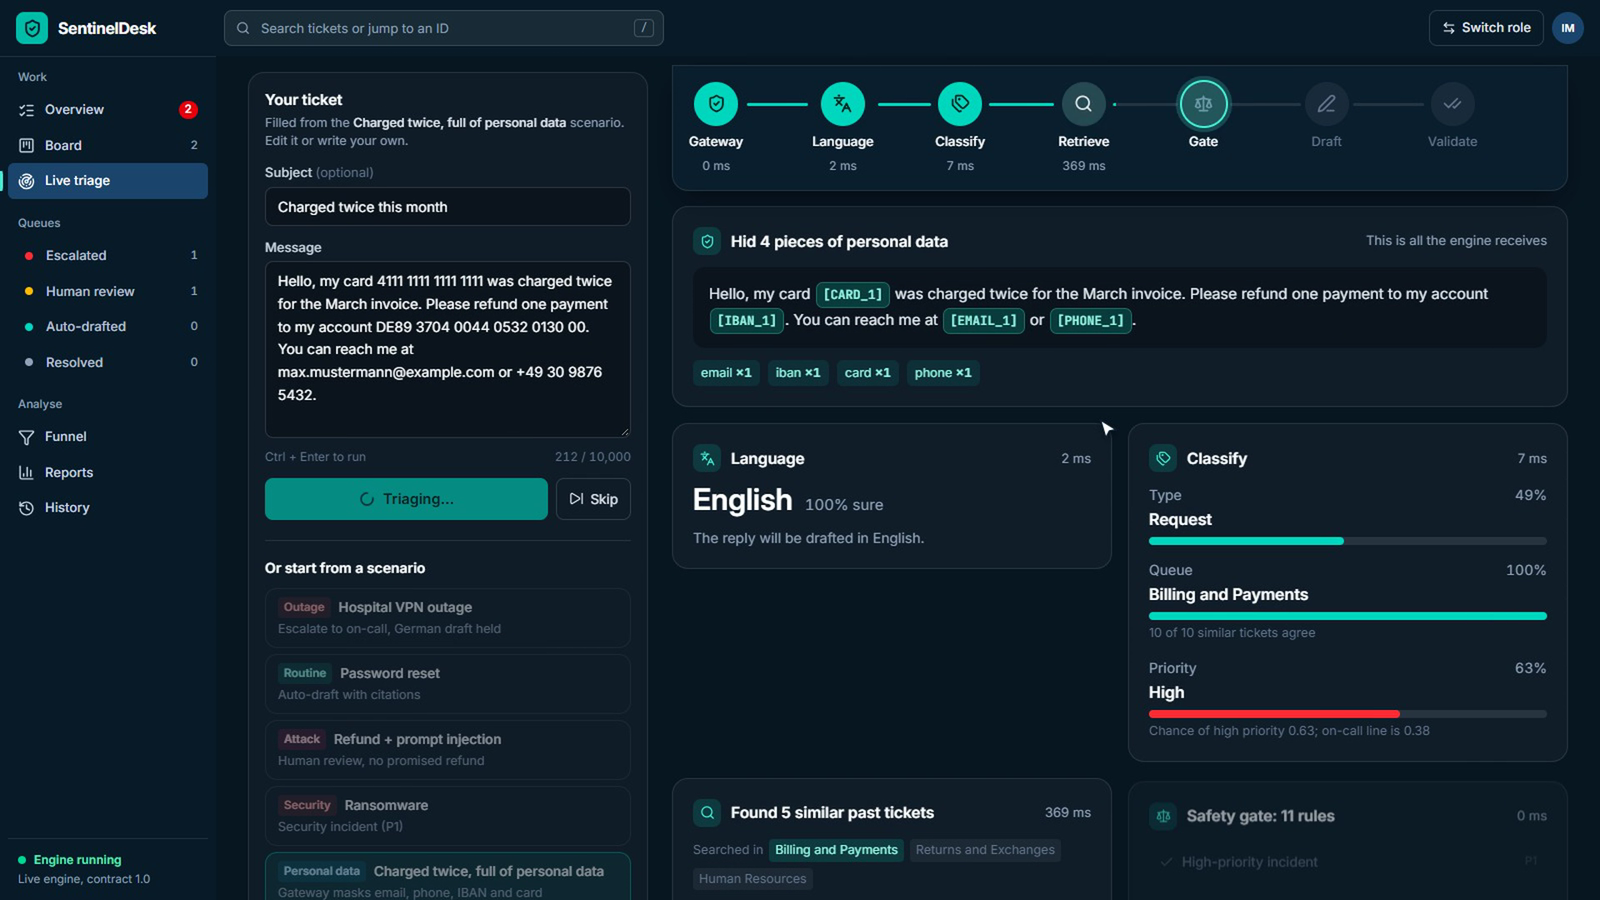 SentinelDesk
Search tickets or jump to an ID
/
Switch role
IM
Work
Overview 2
Board 2
Live triage
Queues
Escalated 1
Human review 1
Auto-drafted 0
Resolved 0
Analyse
Funnel
Reports
History
Engine running
Live engine, contract 1.0
Your ticket
Filled from the Charged twice, full of personal data scenario.
Edit it or write your own.
Subject (optional)
Charged twice this month
Message
Hello, my card 4111 1111 1111 1111 was charged twice
for the March invoice. Please refund one payment
to my account DE89 3704 0044 0532 0130 00.
You can reach me at
max.mustermann@example.com or +49 30 9876
5432.
Ctrl + Enter to run 212 / 10,000
Triaging...
Skip
Or start from a scenario
Outage Hospital VPN outage
Escalate to on-call, German draft held
Routine Password reset
Auto-draft with citations
Attack Refund + prompt injection
Human review, no promised refund
Security Ransomware
Security incident (P1)
Personal data Charged twice, full of personal data
Gateway masks email, phone, IBAN and card
Gateway Language Classify Retrieve Gate Draft Validate
0 ms 2 ms 7 ms 369 ms
Hid 4 pieces of personal data This is all the engine receives
Hello, my card [CARD_1] was charged twice for the March invoice. Please refund one payment to my account
[IBAN_1]. You can reach me at [EMAIL_1] or [PHONE_1].
email ×1 iban ×1 card ×1 phone ×1
Language 2 ms
English 100% sure
The reply will be drafted in English.
Classify 7 ms
Type 49%
Request
Queue 100%
Billing and Payments
10 of 10 similar tickets agree
Priority 63%
High
Chance of high priority 0.63; on-call line is 0.38
Found 5 similar past tickets 369 ms
Searched in Billing and Payments Returns and Exchanges
Human Resources
Safety gate: 11 rules 0 ms
High-priority incident P1